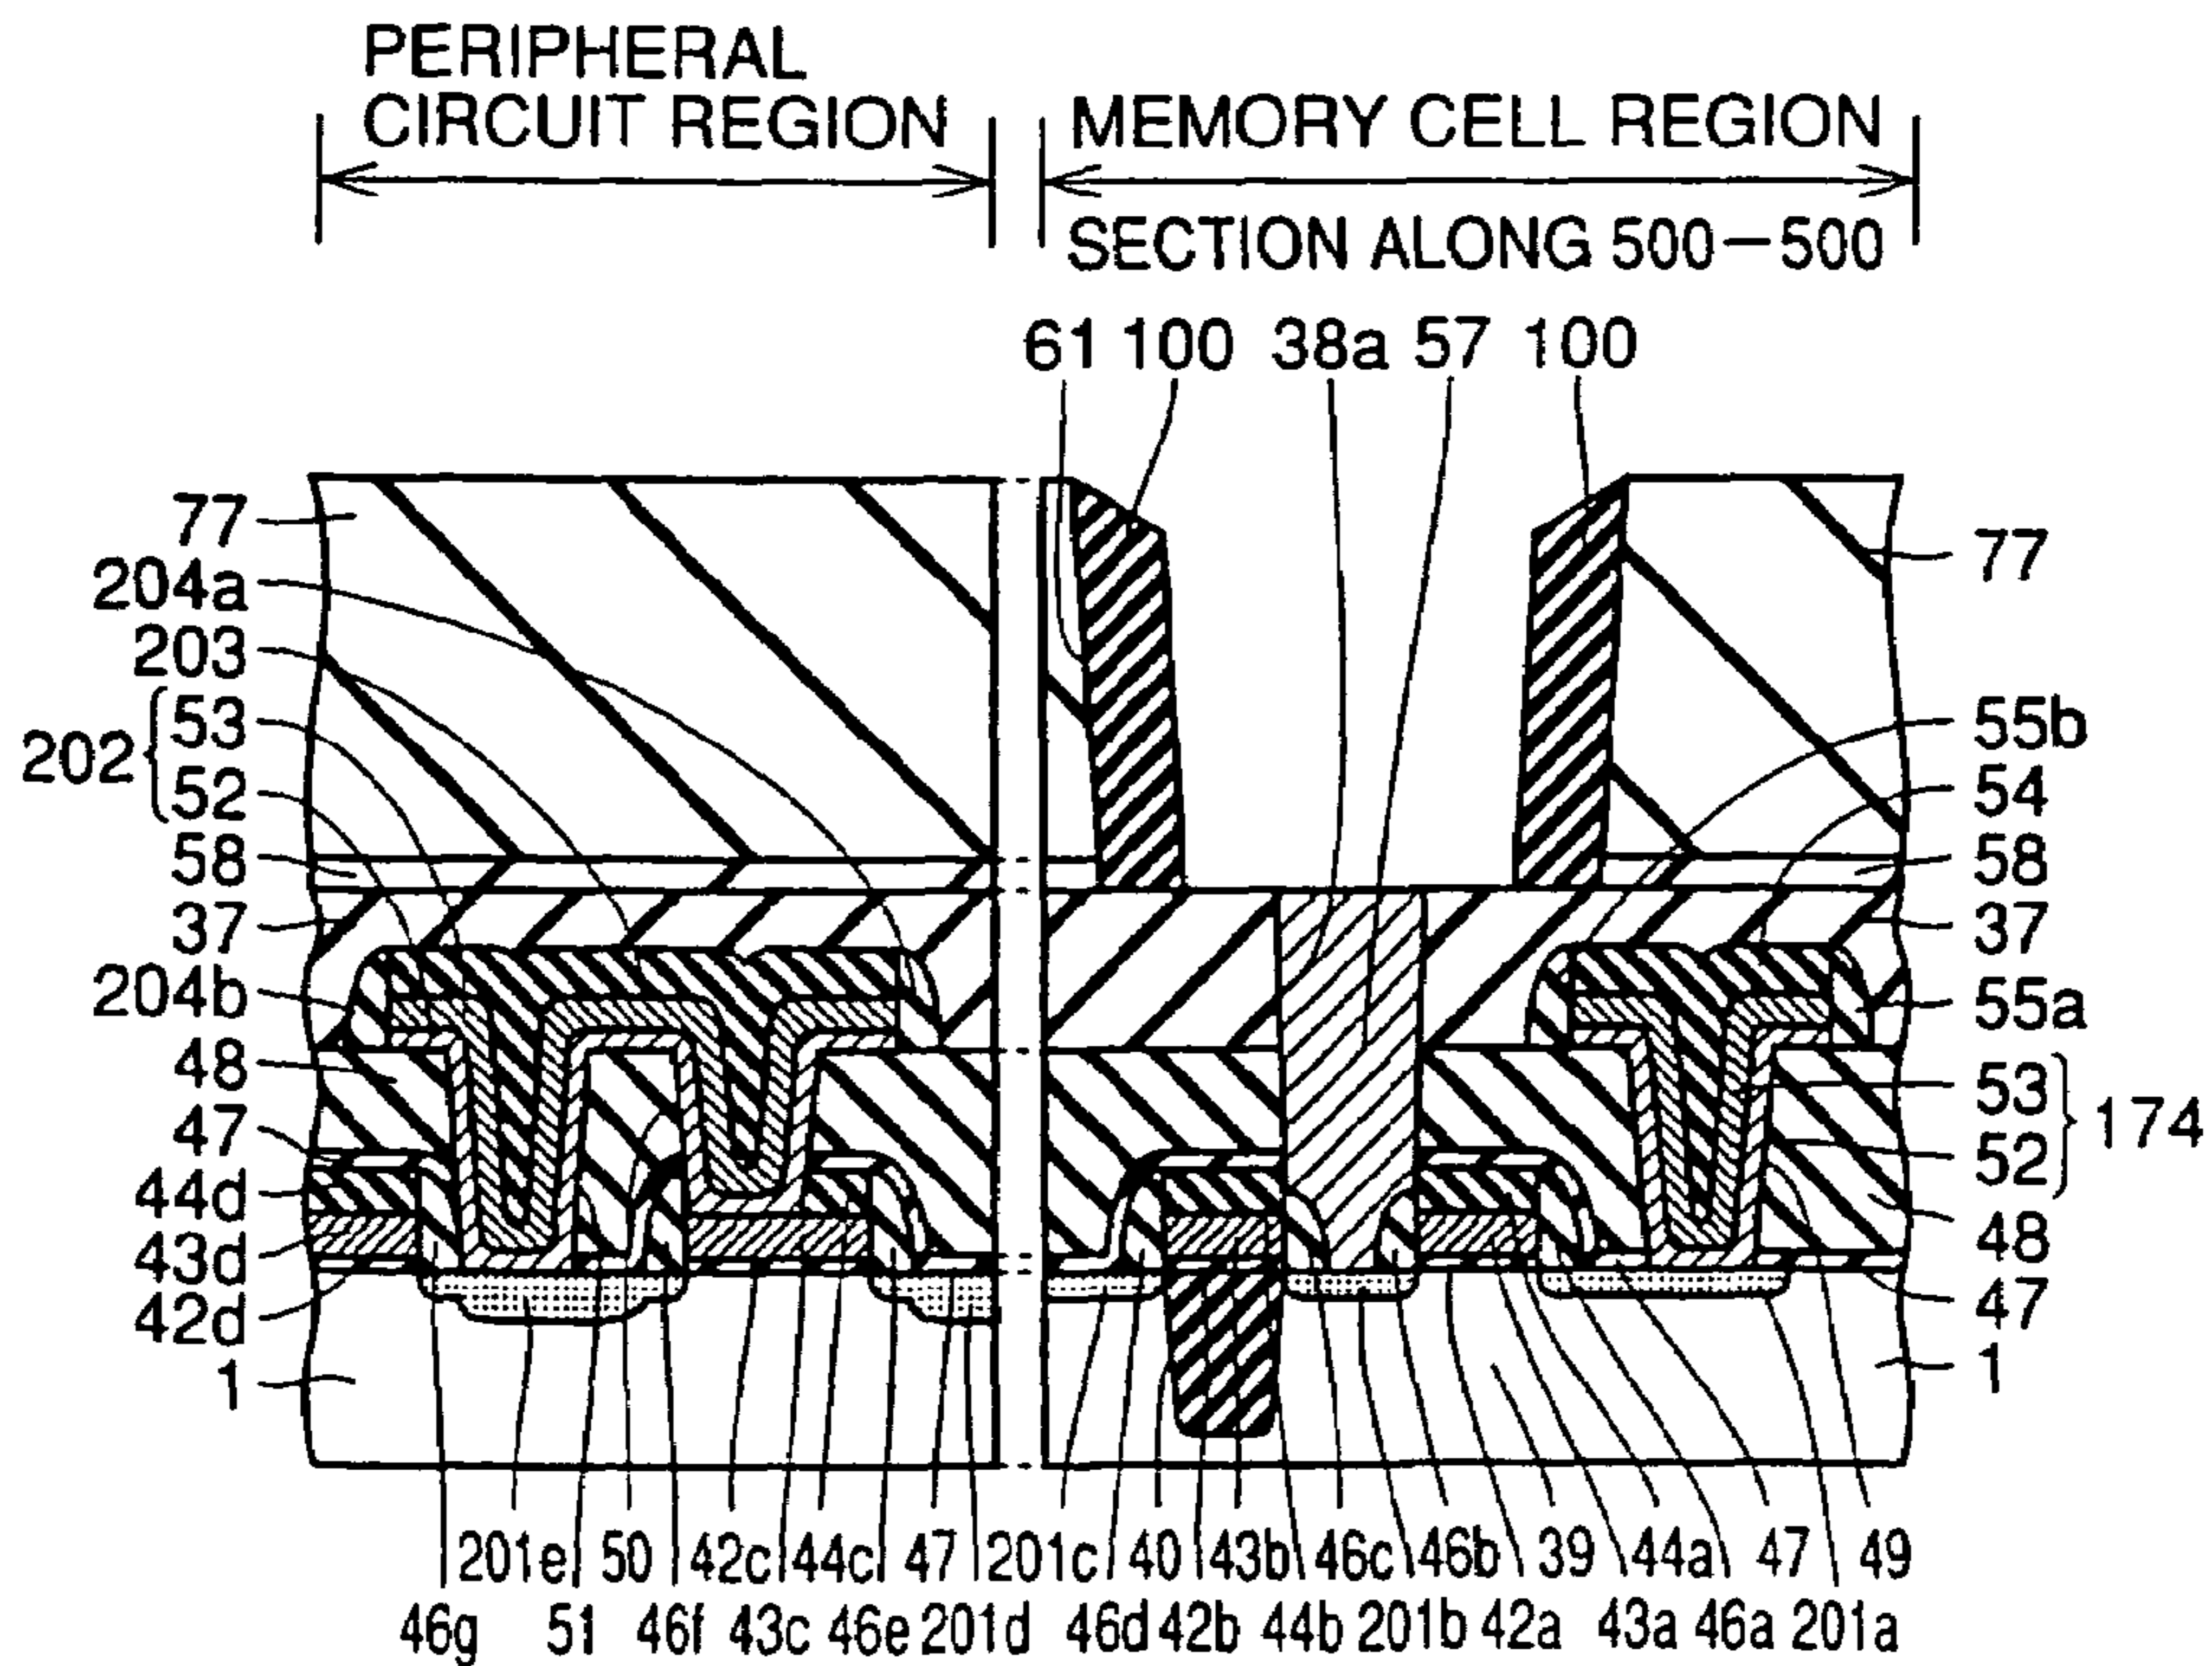 PERIPHERAL
CIRCUIT REGION
MEMORY CELL REGION
SECTION ALONG 500-500
61 100 38a 57 100
77
204a
203
202 { 53
52
58
37
204b
48
47
44d
43d
42d
1
77
55b
54
58
37
55a
53 } 174
52
48
47
1
201e 50 42c 44c 47 201c 40 43b 46c 46b 39 44a 47 49
46g 51 46f 43c 46e 201d 46d 42b 44b 201b 42a 43a 46a 201a